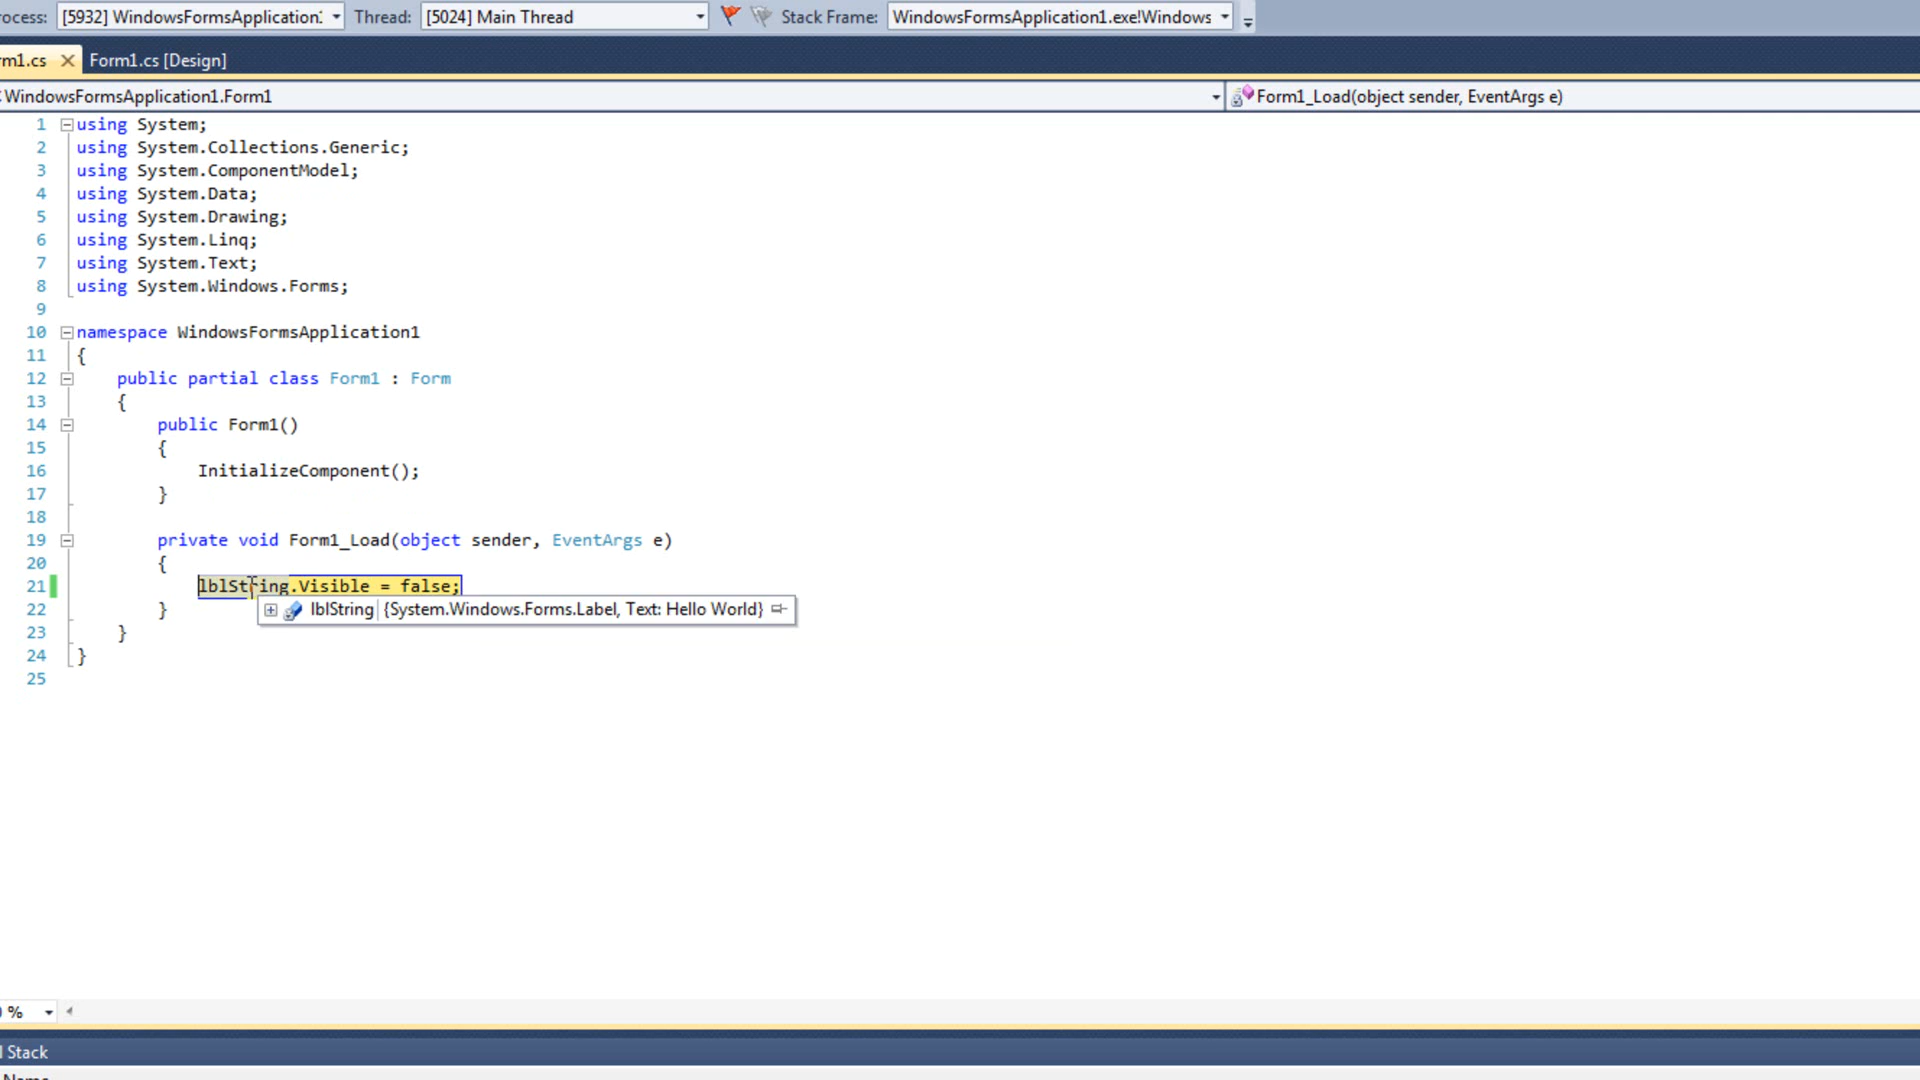 ocess: [5932] WindowsFormsApplication: Thread: [5024] Main Thread Stack Frame: WindowsFormsApplication1.exe!Windows
rm1.cs Form1.cs [Design]
WindowsFormsApplication1.Form1 Form1_Load(object sender, EventArgs e)
1 using System;
2 using System.Collections.Generic;
3 using System.ComponentModel;
4 using System.Data;
5 using System.Drawing;
6 using System.Linq;
7 using System.Text;
8 using System.Windows.Forms;
9
10 namespace WindowsFormsApplication1
11 {
12 public partial class Form1 : Form
13 {
14 public Form1()
15 {
16 InitializeComponent();
17 }
18
19 private void Form1_Load(object sender, EventArgs e)
20 {
21 lblString.Visible = false;
22 }
lblString {System.Windows.Forms.Label, Text: Hello World}
23 }
24 }
25
%
l Stack
Name